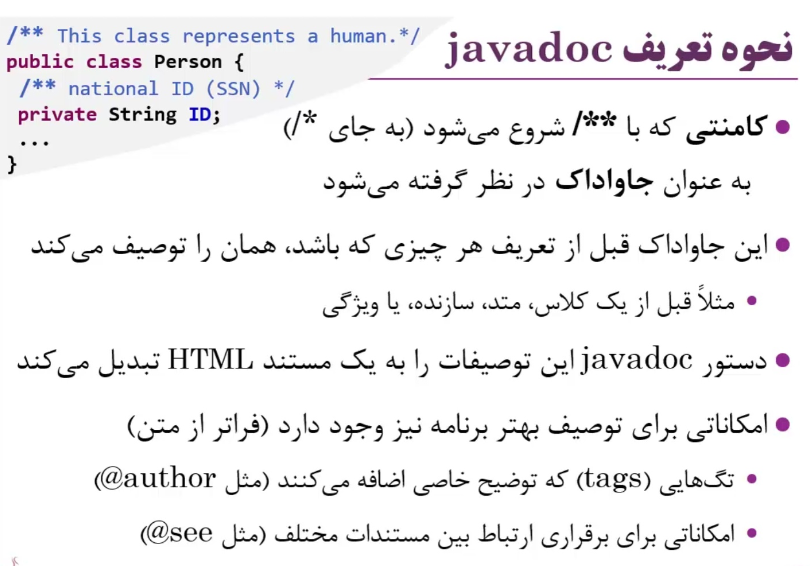 نحوه تعریف javadoc
/** This class represents a human.*/
public class Person {
/** national ID (SSN) */
private String ID;
...
}
کامنتی که با **/ شروع می‌شود (به جای */)
به عنوان جاواداک در نظر گرفته می‌شود
این جاواداک قبل از تعریف هر چیزی که باشد، همان را توصیف می‌کند
مثلاً قبل از یک کلاس، متد، سازنده، یا ویژگی
دستور javadoc این توصیفات را به یک مستند HTML تبدیل می‌کند
امکاناتی برای توصیف بهتر برنامه نیز وجود دارد (فراتر از متن)
تگ‌هایی (tags) که توضیح خاصی اضافه می‌کنند (مثل @author)
امکاناتی برای برقراری ارتباط بین مستندات مختلف (مثل @see)